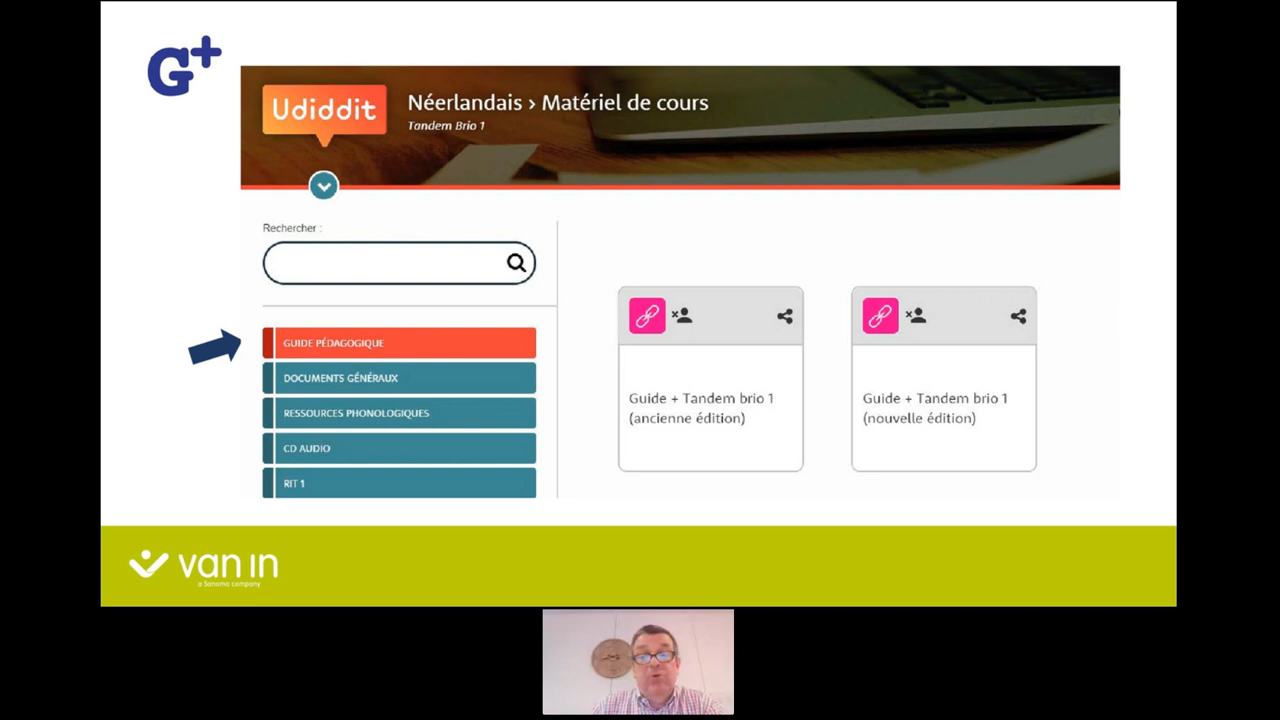 G+
Udiddit
Néerlandais › Matériel de cours
Tandem Brio 1
Rechercher :
GUIDE PÉDAGOGIQUE
DOCUMENTS GÉNÉRAUX
RESSOURCES PHONOLOGIQUES
CD AUDIO
RIT 1
Guide + Tandem brio 1
(ancienne édition)
Guide + Tandem brio 1
(nouvelle édition)
van in
a Sanoma company